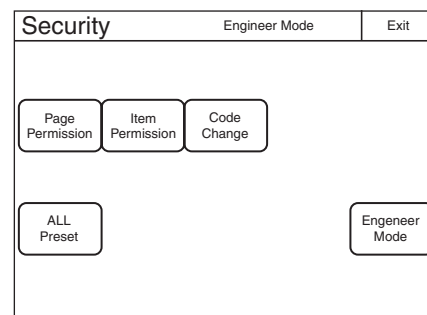 Security Engineer Mode Exit
Page Permission
Item Permission
Code Change
ALL Preset
Engeneer Mode